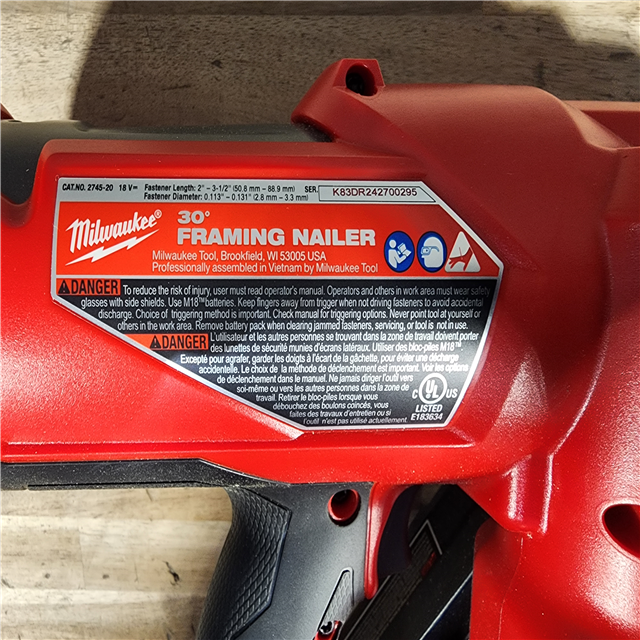 CAT.NO. 2745-20 18 V⎓ Fastener Length: 2" – 3-1/2" (50.8 mm – 88.9 mm) SER. K83DR242700295
Fastener Diameter: 0.113" – 0.131" (2.8 mm – 3.3 mm)
Milwaukee®
30°
FRAMING NAILER
Milwaukee Tool, Brookfield, WI 53005 USA
Professionally assembled in Vietnam by Milwaukee Tool
DANGER To reduce the risk of injury, user must read operator's manual. Operators and others in work area must wear safety
glasses with side shields. Use M18™ batteries. Keep fingers away from trigger when not driving fasteners to avoid accidental
discharge. Choice of triggering method is important. Check manual for triggering options. Never point tool at yourself or
others in the work area. Remove battery pack when clearing jammed fasteners, servicing, or tool is not in use.
DANGER L'utilisateur et les autres personnes se trouvant dans la zone de travail doivent porter
des lunettes de sécurité munies d'écrans latéraux. Utiliser des bloc-piles M18™.
Excepté pour agrafer, garder les doigts à l'écart de la gâchette, pour éviter une décharge
accidentelle. Le choix de la méthode de déclenchement est important. Voir les options
de déclenchement dans le manuel. Ne jamais diriger l'outil vers
soi-même ou vers les autres personnes dans la zone de
travail. Retirer le bloc-piles lorsque vous
débouchez des boulons coincés, vous
faites des travaux d'entretien ou si
l'outil n'est pas utilisé actuellement.
C UL US
LISTED
E183634